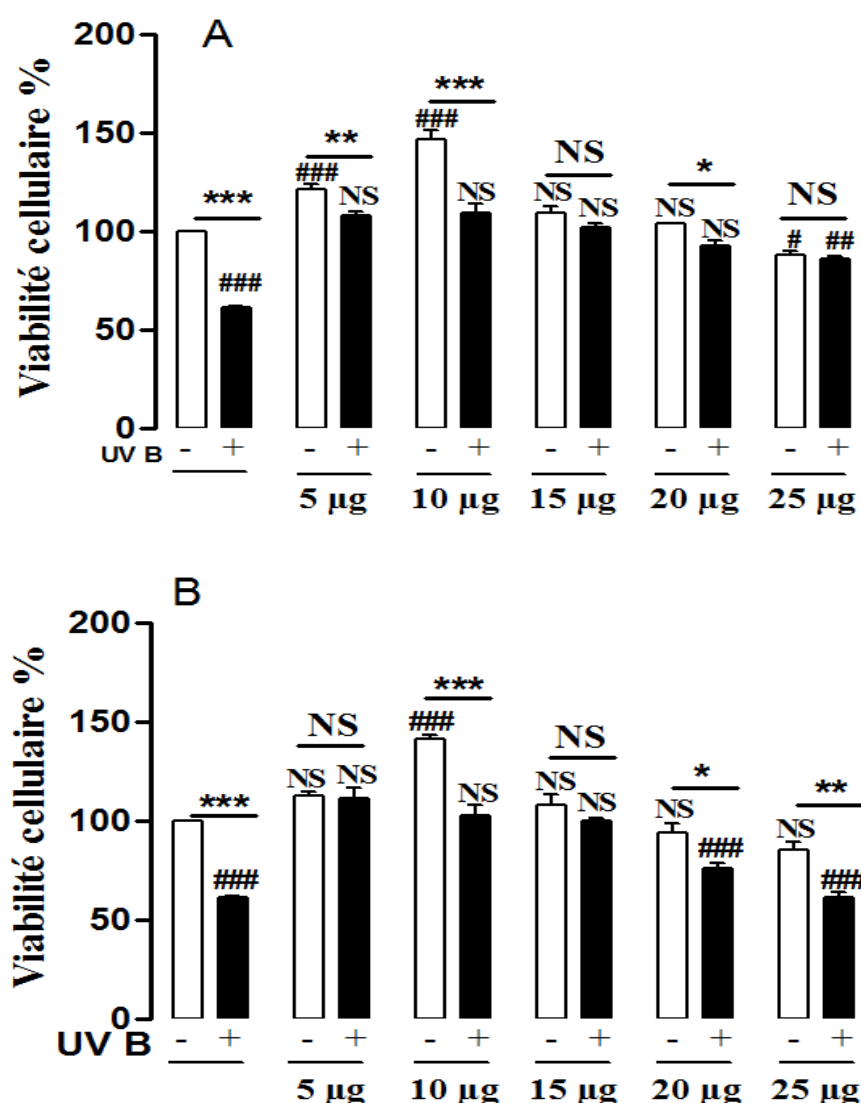 A
Viabilité cellulaire %
200
150
100
50
0
***
###
###
**
NS
###
***
NS
NS
NS
NS
NS
*
NS
NS
#
##
UV B - + - + - + - + - + - +
5 µg 10 µg 15 µg 20 µg 25 µg
B
Viabilité cellulaire %
200
150
100
50
0
***
###
NS
NS
NS
***
###
NS
NS
NS
NS
*
NS
###
**
NS
###
UV B - + - + - + - + - + - +
5 µg 10 µg 15 µg 20 µg 25 µg